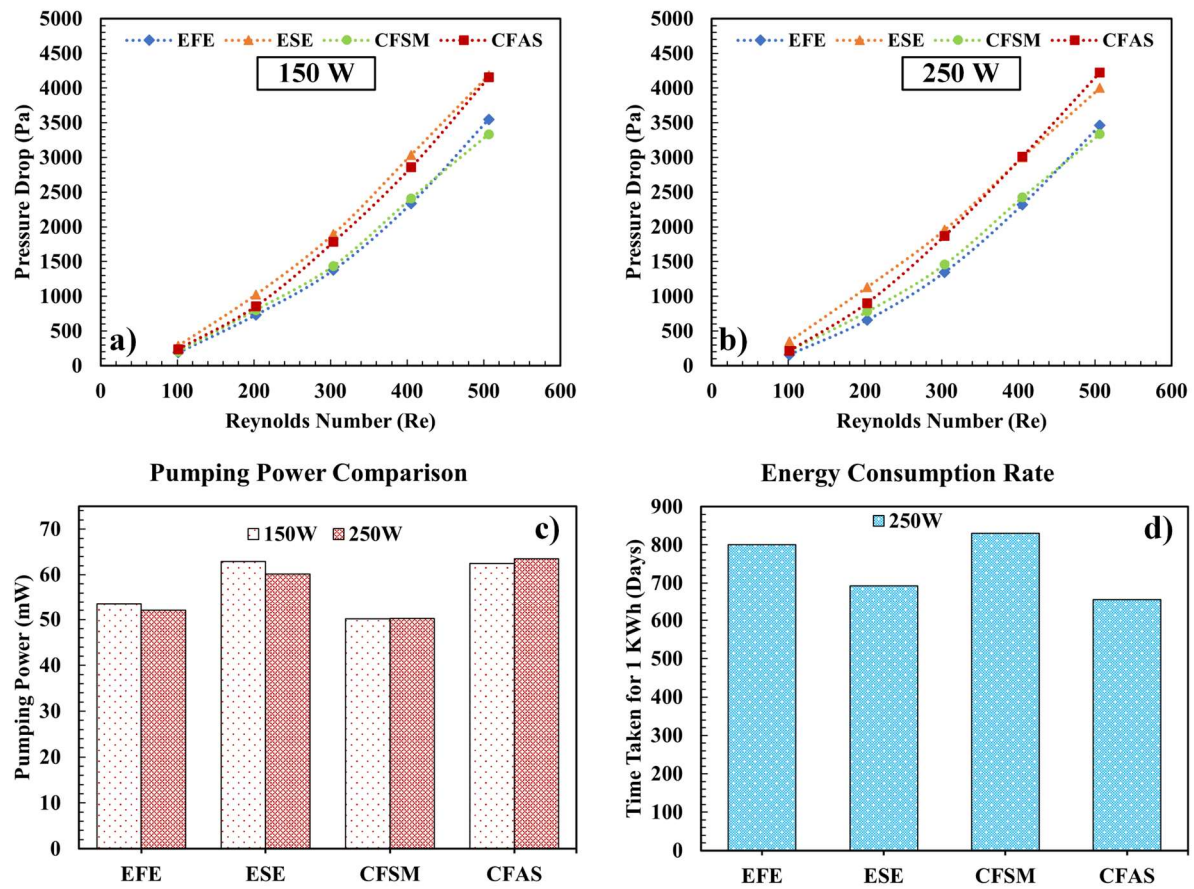 5000
4500
4000
3500
3000
2500
2000
1500
1000
500
0
Pressure Drop (Pa)
EFE ESE CFSM CFAS
150 W
a)
0 100 200 300 400 500 600
Reynolds Number (Re)
5000
4500
4000
3500
3000
2500
2000
1500
1000
500
0
Pressure Drop (Pa)
EFE ESE CFSM CFAS
250 W
b)
0 100 200 300 400 500 600
Reynolds Number (Re)
Pumping Power Comparison
70
60
50
40
30
20
10
0
Pumping Power (mW)
150W 250W
c)
EFE ESE CFSM CFAS
Energy Consumption Rate
900
800
700
600
500
400
300
200
100
0
Time Taken for 1 KWh (Days)
250W
d)
EFE ESE CFSM CFAS